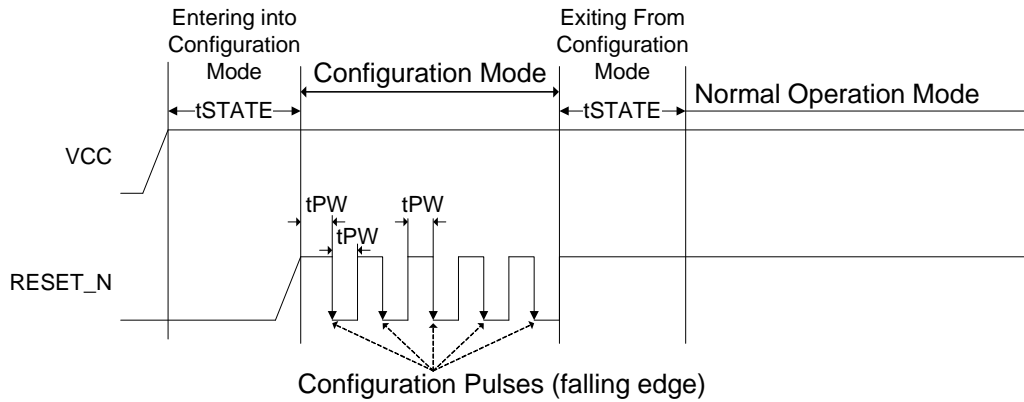 Entering into
Configuration
Mode
Configuration Mode
Exiting From
Configuration
Mode
Normal Operation Mode
tSTATE
tSTATE
VCC
tPW
tPW
tPW
RESET_N
Configuration Pulses (falling edge)